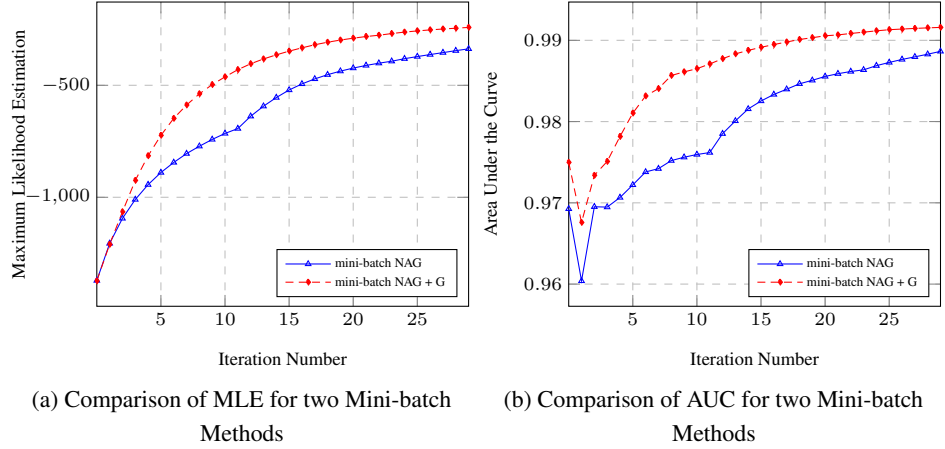 Maximum Likelihood Estimation
−500
−1,000
5 10 15 20 25
mini-batch NAG
mini-batch NAG + G
Iteration Number
(a) Comparison of MLE for two Mini-batch
Methods
Area Under the Curve
0.99
0.98
0.97
0.96
5 10 15 20 25
mini-batch NAG
mini-batch NAG + G
Iteration Number
(b) Comparison of AUC for two Mini-batch
Methods